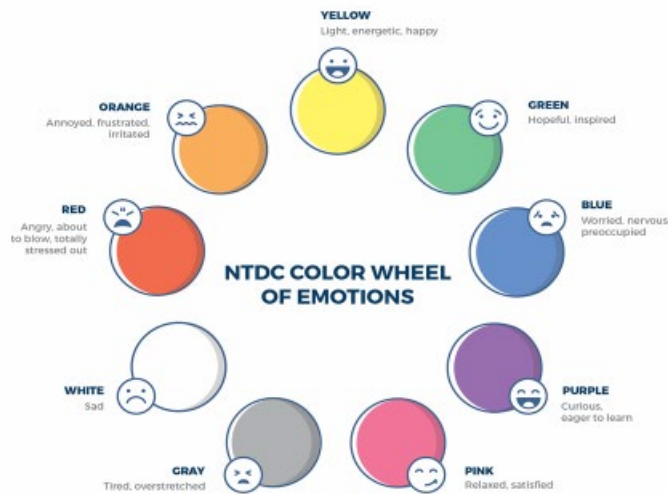 YELLOW
Light, energetic, happy
ORANGE
Annoyed, frustrated,
irritated
GREEN
Hopeful, inspired
RED
Angry, about
to blow, totally
stressed out
BLUE
Worried, nervous
preoccupied
NTDC COLOR WHEEL
OF EMOTIONS
WHITE
Sad
PURPLE
Curious,
eager to learn
GRAY
Tired, overstretched
PINK
Relaxed, satisfied